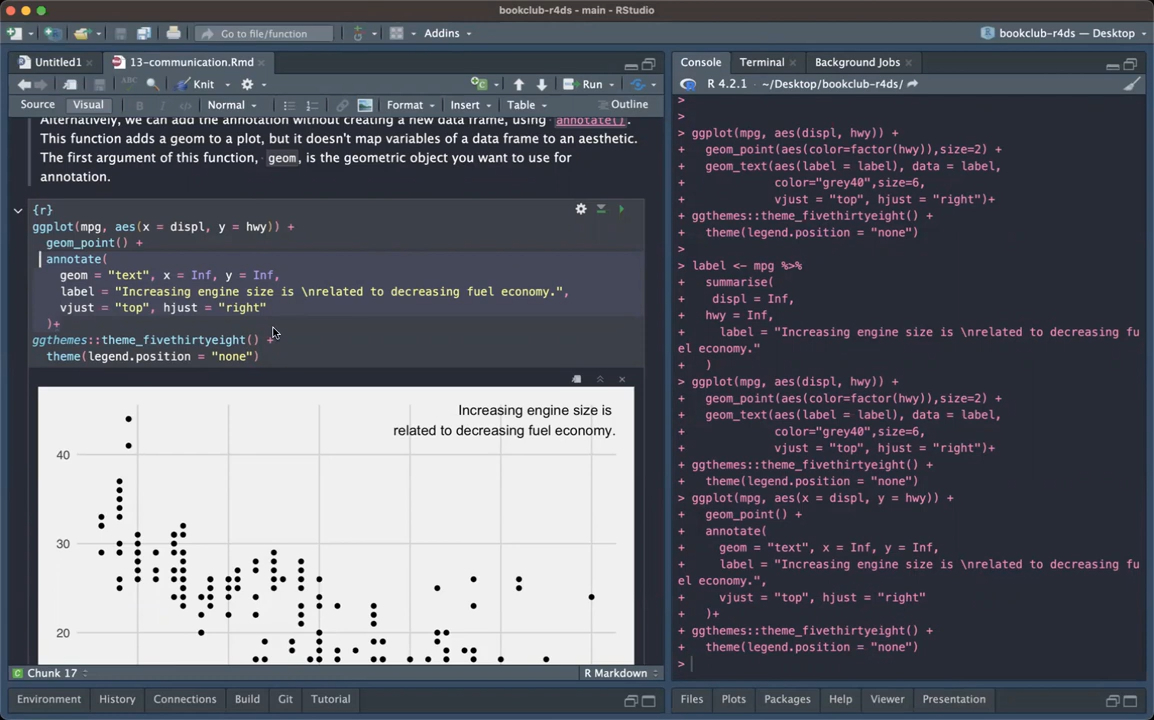 bookclub-r4ds - main - RStudio
Go to file/function
Addins
bookclub-r4ds — Desktop
Untitled1
13-communication.Rmd
Knit
Run
Source Visual
B I
Normal
Format
Insert
Table
Outline
Alternatively, we can add the annotation without creating a new data frame, using annotate().
This function adds a geom to a plot, but it doesn't map variables of a data frame to an aesthetic.
The first argument of this function, geom, is the geometric object you want to use for
annotation.
{r}
ggplot(mpg, aes(x = displ, y = hwy)) +
geom_point() +
annotate(
geom = "text", x = Inf, y = Inf,
label = "Increasing engine size is \nrelated to decreasing fuel economy.",
vjust = "top", hjust = "right"
)+
ggthemes::theme_fivethirtyeight() +
theme(legend.position = "none")
Increasing engine size is
related to decreasing fuel economy.
40
30
20
Chunk 17
R Markdown
Environment History Connections Build Git Tutorial
Console Terminal Background Jobs
R 4.2.1 · ~/Desktop/bookclub-r4ds/
>
>
> ggplot(mpg, aes(displ, hwy)) +
+ geom_point(aes(color=factor(hwy)),size=2) +
+ geom_text(aes(label = label), data = label,
+ color="grey40",size=6,
+ vjust = "top", hjust = "right")+
+ ggthemes::theme_fivethirtyeight() +
+ theme(legend.position = "none")
>
> label <- mpg %>%
+ summarise(
+ displ = Inf,
+ hwy = Inf,
+ label = "Increasing engine size is \nrelated to decreasing fu
el economy."
+ )
> ggplot(mpg, aes(displ, hwy)) +
+ geom_point(aes(color=factor(hwy)),size=2) +
+ geom_text(aes(label = label), data = label,
+ color="grey40",size=6,
+ vjust = "top", hjust = "right")+
+ ggthemes::theme_fivethirtyeight() +
+ theme(legend.position = "none")
> ggplot(mpg, aes(x = displ, y = hwy)) +
+ geom_point() +
+ annotate(
+ geom = "text", x = Inf, y = Inf,
+ label = "Increasing engine size is \nrelated to decreasing fu
el economy.",
+ vjust = "top", hjust = "right"
+ )+
+ ggthemes::theme_fivethirtyeight() +
+ theme(legend.position = "none")
>
Files Plots Packages Help Viewer Presentation